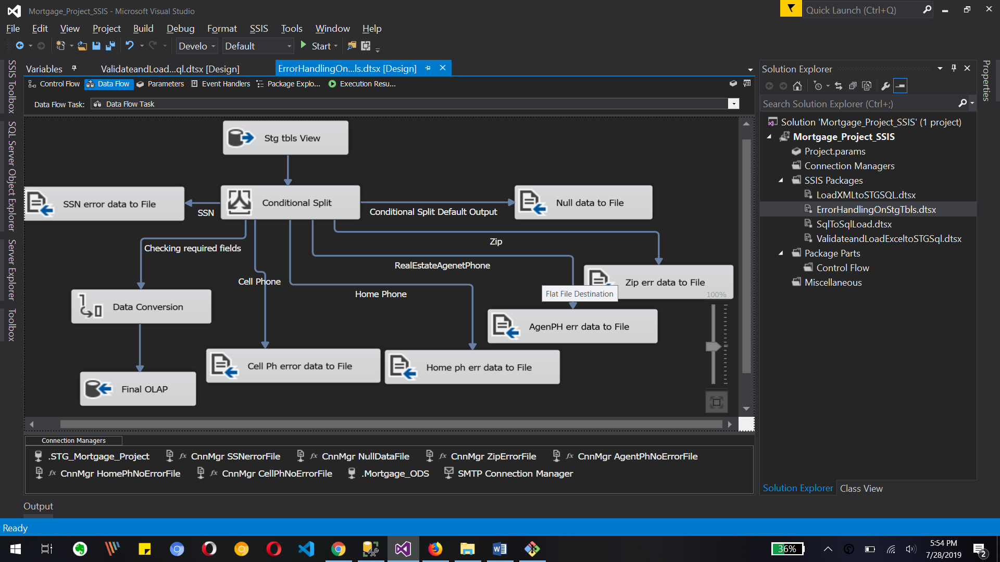 Mortgage_Project_SSIS - Microsoft Visual Studio
Quick Launch (Ctrl+Q)
File Edit View Project Build Debug Format SSIS Tools Window Help
Develo Default Start
SSIS Toolbox
SQL Server Object Explorer
Server Explorer
Toolbox
Variables ValidateandLoad...ql.dtsx [Design] ErrorHandlingOn...ls.dtsx [Design]
Control Flow Data Flow Parameters Event Handlers Package Explo... Execution Resu...
Data Flow Task: Data Flow Task
Stg tbls View
SSN error data to File
SSN
Conditional Split
Conditional Split Default Output
Null data to File
Checking required fields
Zip
RealEstateAgenetPhone
Cell Phone
Home Phone
Zip err data to File
Flat File Destination
100%
Data Conversion
AgenPH err data to File
Cell Ph error data to File
Home ph err data to File
Final OLAP
Connection Managers
.STG_Mortgage_Project fx CnnMgr SSNerrorFile fx CnnMgr NullDataFile fx CnnMgr ZipErrorFile fx CnnMgr AgentPhNoErrorFile
fx CnnMgr HomePhNoErrorFile fx CnnMgr CellPhNoErrorFile .Mortgage_ODS SMTP Connection Manager
Output
Ready
Solution Explorer
Search Solution Explorer (Ctrl+;)
Solution 'Mortgage_Project_SSIS' (1 project)
Mortgage_Project_SSIS
Project.params
Connection Managers
SSIS Packages
LoadXMLtoSTGSQL.dtsx
ErrorHandlingOnStgTbls.dtsx
SqlToSqlLoad.dtsx
ValidateandLoadExceltoSTGSql.dtsx
Package Parts
Control Flow
Miscellaneous
Solution Explorer Class View
Properties
36%
5:54 PM
7/28/2019
2